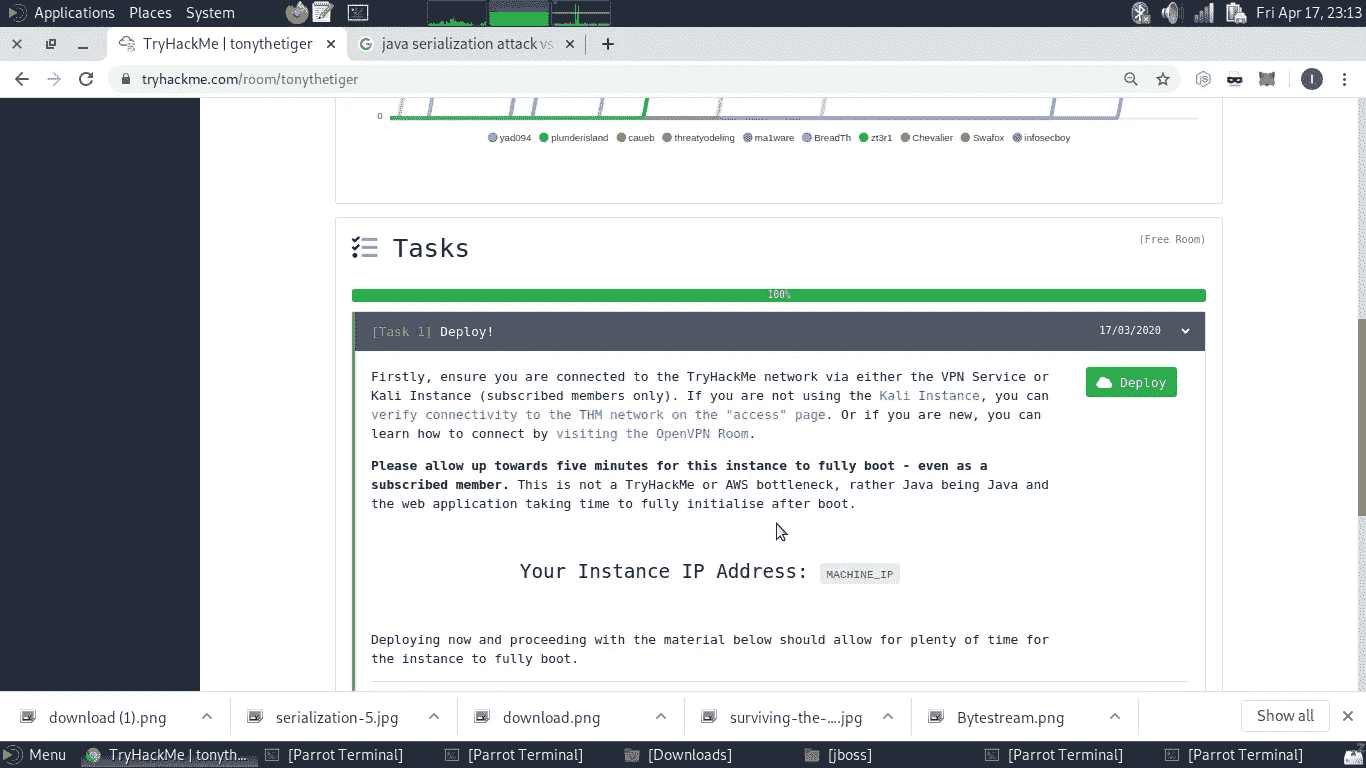 Applications Places System Fri Apr 17, 23:13
TryHackMe | tonythetiger java serialization attack vs
tryhackme.com/room/tonythetiger I
0
yad094 plunderisland caueb threatyodeling ma1ware BreadTh zt3r1 Chevalier Swafox infosecboy
Tasks
(Free Room)
100%
[Task 1] Deploy! 17/03/2020
Firstly, ensure you are connected to the TryHackMe network via either the VPN Service or
Kali Instance (subscribed members only). If you are not using the Kali Instance, you can
verify connectivity to the THM network on the "access" page. Or if you are new, you can
learn how to connect by visiting the OpenVPN Room.
Deploy
Please allow up towards five minutes for this instance to fully boot - even as a
subscribed member. This is not a TryHackMe or AWS bottleneck, rather Java being Java and
the web application taking time to fully initialise after boot.
Your Instance IP Address: MACHINE_IP
Deploying now and proceeding with the material below should allow for plenty of time for
the instance to fully boot.
download (1).png serialization-5.jpg download.png surviving-the-....jpg Bytestream.png Show all
Menu TryHackMe | tonyth... [Parrot Terminal] [Parrot Terminal] [Downloads] [jboss] [Parrot Terminal] [Parrot Terminal]